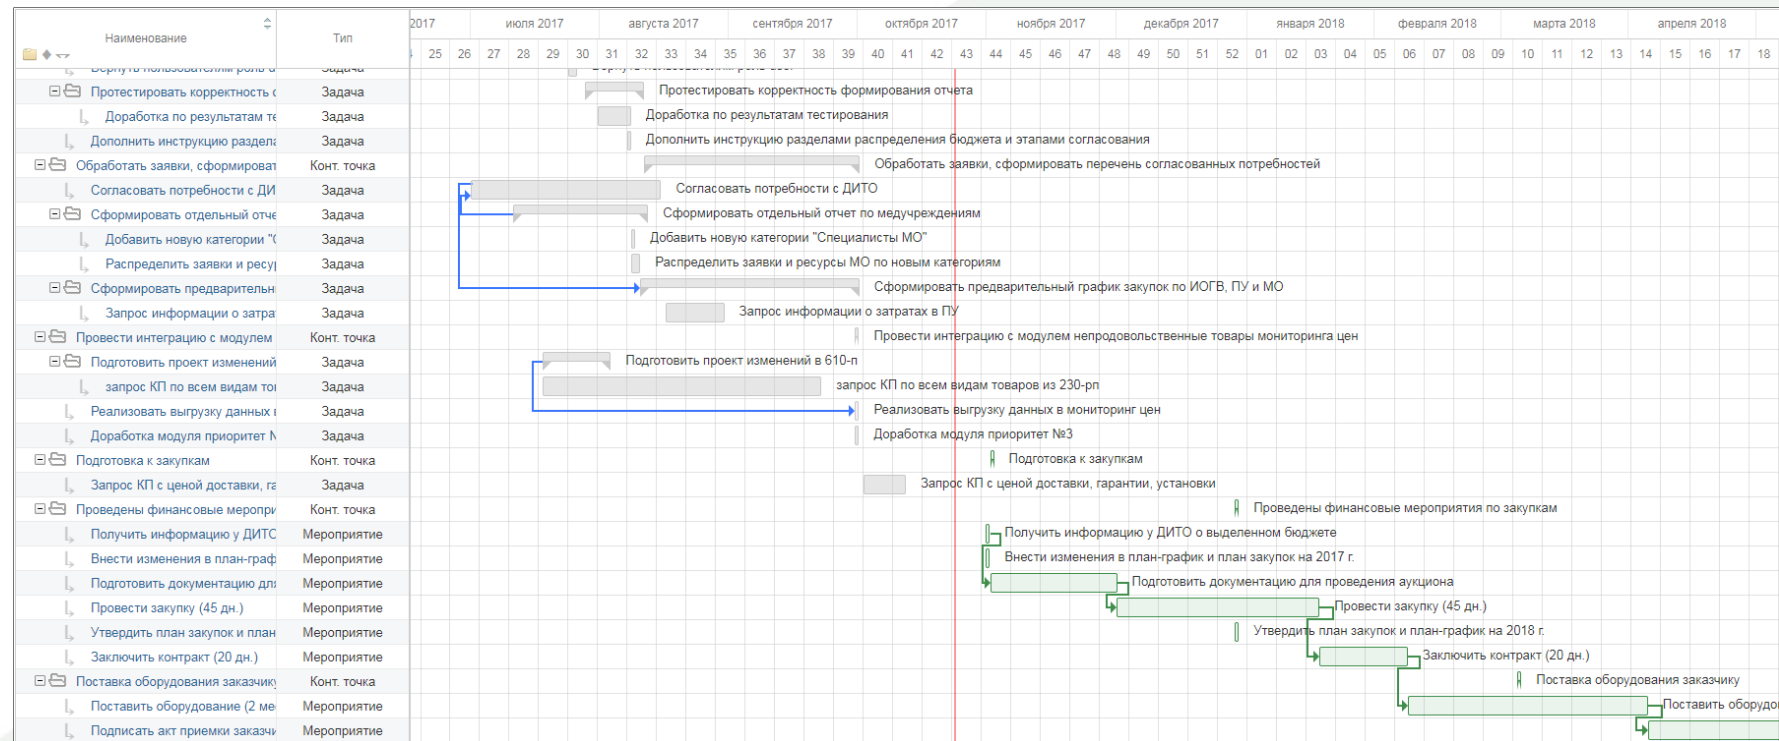 Наименование Тип
2017 июля 2017 августа 2017 сентября 2017 октября 2017 ноября 2017 декабря 2017 января 2018 февраля 2018 марта 2018 апреля 2018
25 26 27 28 29 30 31 32 33 34 35 36 37 38 39 40 41 42 43 44 45 46 47 48 49 50 51 52 01 02 03 04 05 06 07 08 09 10 11 12 13 14 15 16 17 18
Протестировать корректность Задача Протестировать корректность формирования отчета
Доработка по результатам те Задача Доработка по результатам тестирования
Дополнить инструкцию раздела Задача Дополнить инструкцию разделами распределения бюджета и этапами согласования
Обработать заявки, сформироват Конт. точка Обработать заявки, сформировать перечень согласованных потребностей
Согласовать потребности с ДИ Задача Согласовать потребности с ДИТО
Сформировать отдельный отче Задача Сформировать отдельный отчет по медучреждениям
Добавить новую категории "С Задача Добавить новую категории "Специалисты МО"
Распределить заявки и ресур Задача Распределить заявки и ресурсы МО по новым категориям
Сформировать предварительн Задача Сформировать предварительный график закупок по ИОГВ, ПУ и МО
Запрос информации о затра Задача Запрос информации о затратах в ПУ
Провести интеграцию с модулем Конт. точка Провести интеграцию с модулем непродовольственные товары мониторинга цен
Подготовить проект изменений Задача Подготовить проект изменений в 610-п
запрос КП по всем видам то Задача запрос КП по всем видам товаров из 230-рп
Реализовать выгрузку данных в Задача Реализовать выгрузку данных в мониторинг цен
Доработка модуля приоритет № Задача Доработка модуля приоритет №3
Подготовка к закупкам Конт. точка Подготовка к закупкам
Запрос КП с ценой доставки, га Задача Запрос КП с ценой доставки, гарантии, установки
Проведены финансовые меропри Конт. точка Проведены финансовые мероприятия по закупкам
Получить информацию у ДИТО Мероприятие Получить информацию у ДИТО о выделенном бюджете
Внести изменения в план-граф Мероприятие Внести изменения в план-график и план закупок на 2017 г.
Подготовить документацию для Мероприятие Подготовить документацию для проведения аукциона
Провести закупку (45 дн.) Мероприятие Провести закупку (45 дн.)
Утвердить план закупок и план Мероприятие Утвердить план закупок и план-график на 2018 г.
Заключить контракт (20 дн.) Мероприятие Заключить контракт (20 дн.)
Поставка оборудования заказчику Конт. точка Поставка оборудования заказчику
Поставить оборудование (2 ме Мероприятие Поставить оборудо
Подписать акт приемки заказчи Мероприятие